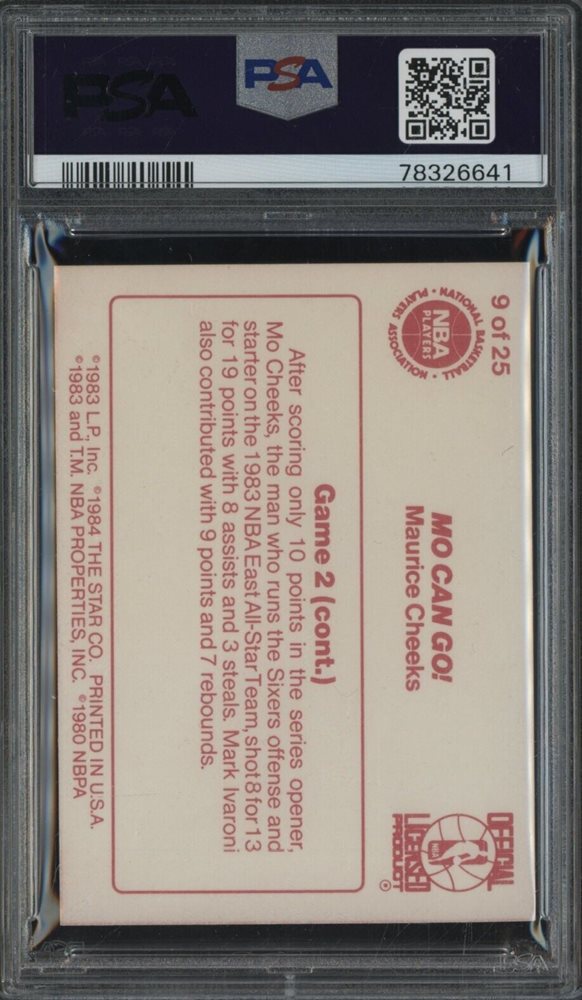 PSA
PSA
78326641
9 of 25
NATIONAL BASKETBALL
PLAYERS ASSOCIATION
NBA
PLAYERS
MO CAN GO!
Maurice Cheeks
OFFICIAL
NBA
LICENSED
PRODUCT®
Game 2 (cont.)
After scoring only 10 points in the series opener,
Mo Cheeks, the man who runs the Sixers offense and
starter on the 1983 NBA East All-Star Team, shot 8 for 13
for 19 points with 8 assists and 3 steals. Mark Ivaroni
also contributed with 9 points and 7 rebounds.
©1983 L.P., Inc. ©1984 THE STAR CO. PRINTED IN U.S.A.
©1983 and T.M. NBA PROPERTIES, INC. ©1980 NBPA
PSA